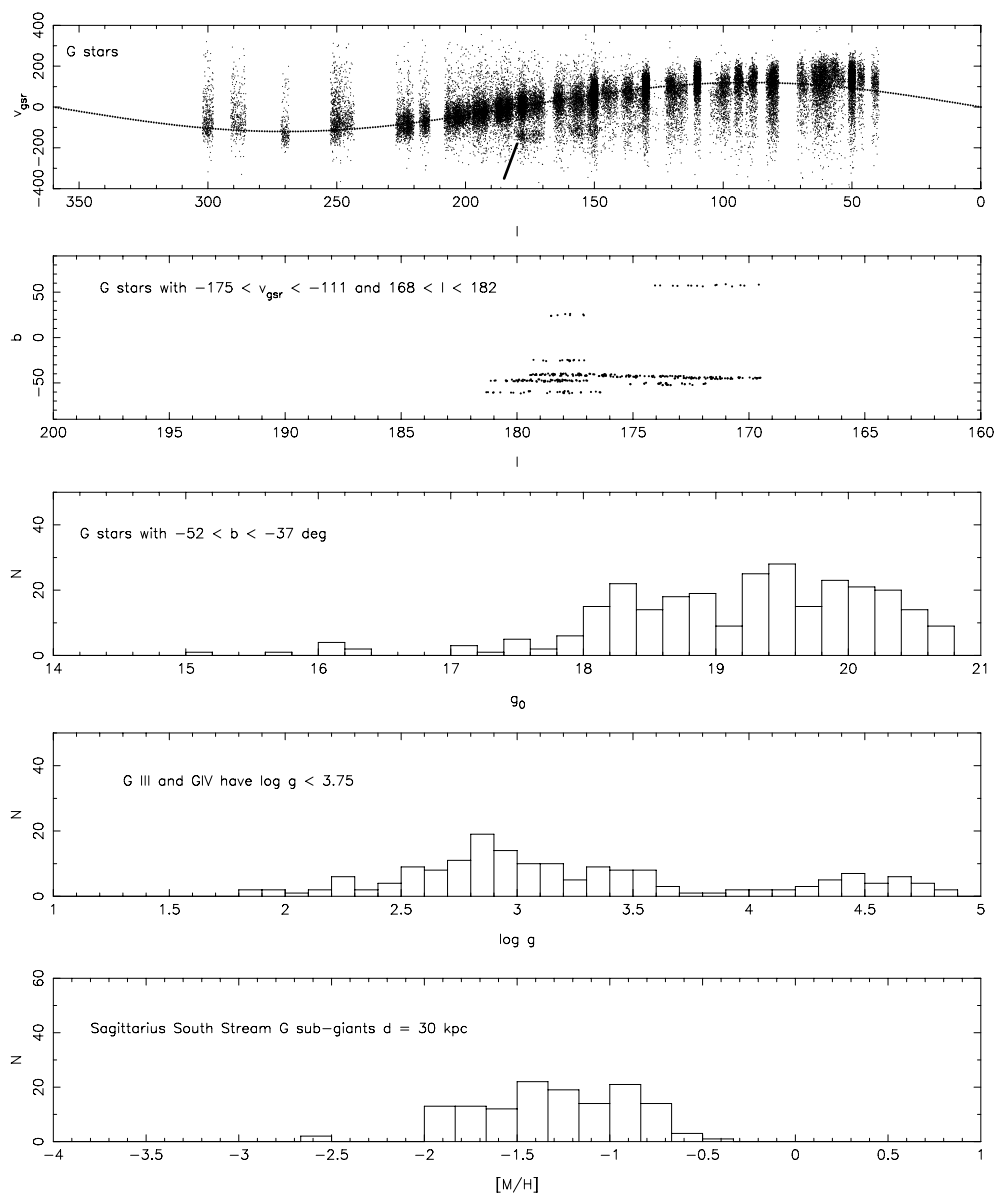 G stars
v_gsr
400
200
0
−200
−400
360 300 250 200 150 100 50 0
l
G stars with −175 < v_gsr < −111 and 168 < l < 182
b
50
0
−50
200 195 190 185 180 175 170 165 160
l
G stars with −52 < b < −37 deg
N
40
20
0
14 15 16 17 18 19 20 21
g_0
G III and GIV have log g < 3.75
N
40
20
0
1 1.5 2 2.5 3 3.5 4 4.5 5
log g
Sagittarius South Stream G sub−giants d = 30 kpc
N
60
40
20
0
−4 −3.5 −3 −2.5 −2 −1.5 −1 −0.5 0 0.5 1
[M/H]